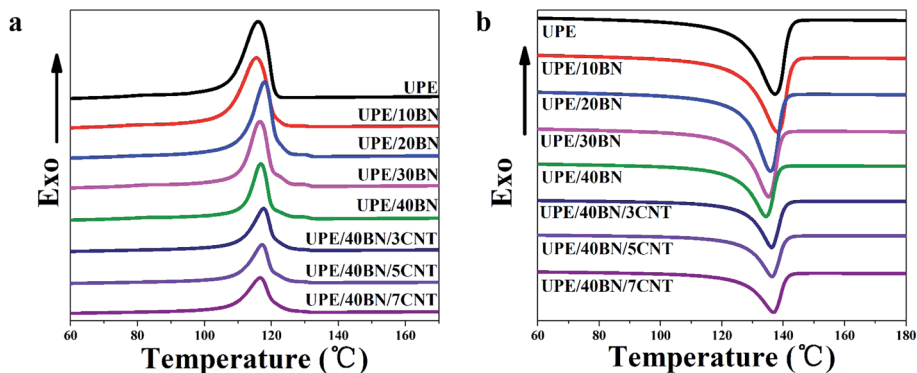 a
Exo
UPE
UPE/10BN
UPE/20BN
UPE/30BN
UPE/40BN
UPE/40BN/3CNT
UPE/40BN/5CNT
UPE/40BN/7CNT
60 80 100 120 140 160
Temperature (℃)
b
Exo
UPE
UPE/10BN
UPE/20BN
UPE/30BN
UPE/40BN
UPE/40BN/3CNT
UPE/40BN/5CNT
UPE/40BN/7CNT
60 80 100 120 140 160 180
Temperature (℃)